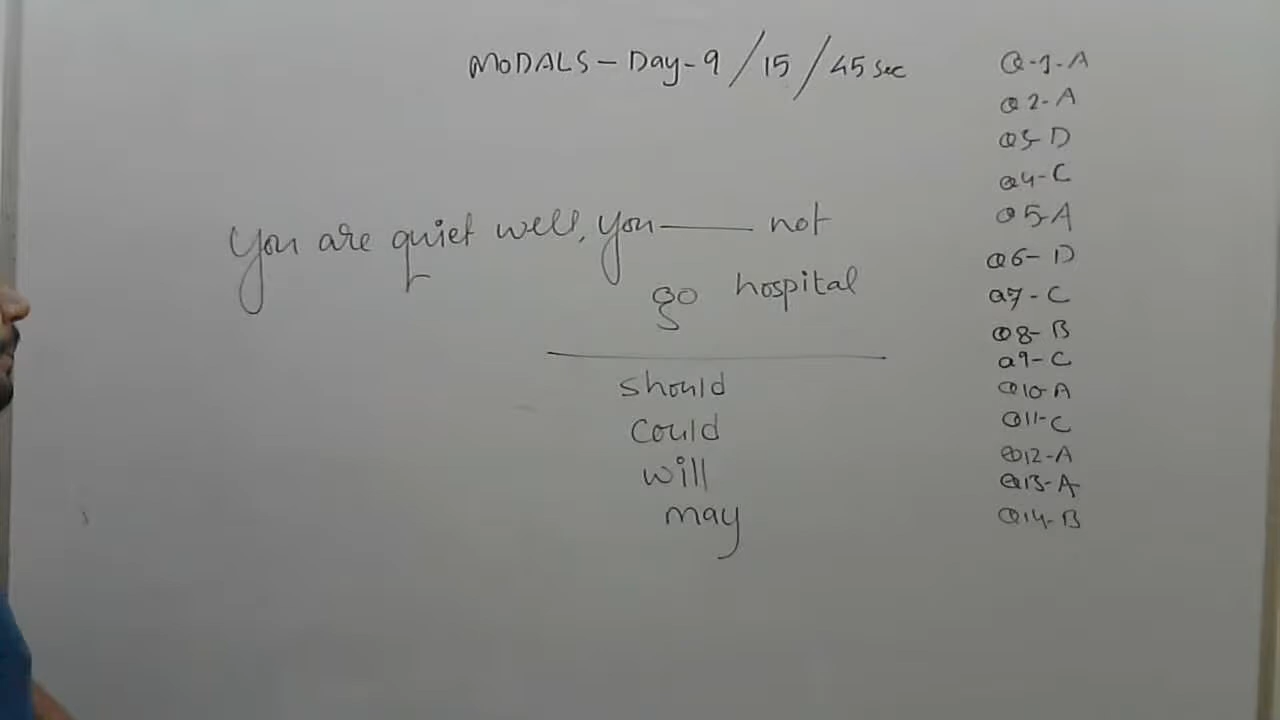 MODALS - Day - 9 / 15 / 45 sec
You are quiet well, you ____ not
go hospital
should
could
will
may
Q-1-A
Q2-A
Q3-D
Q4-C
Q5-A
Q6-D
Q7-C
Q8-B
Q9-C
Q10-A
Q11-C
Q12-A
Q13-A
Q14-B